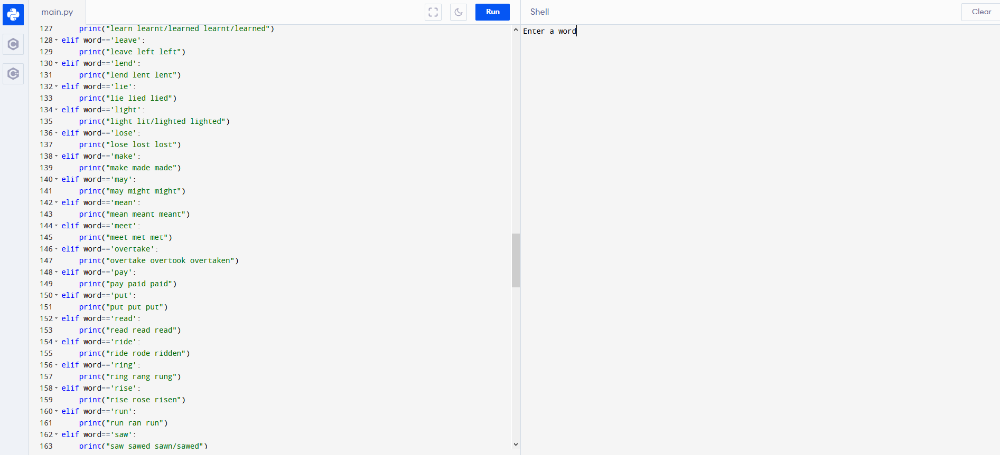 main.py
Run
Shell
Clear
127 print("learn learnt/learned learnt/learned")
128 elif word=='leave':
129 print("leave left left")
130 elif word=='lend':
131 print("lend lent lent")
132 elif word=='lie':
133 print("lie lied lied")
134 elif word=='light':
135 print("light lit/lighted lighted")
136 elif word=='lose':
137 print("lose lost lost")
138 elif word=='make':
139 print("make made made")
140 elif word=='may':
141 print("may might might")
142 elif word=='mean':
143 print("mean meant meant")
144 elif word=='meet':
145 print("meet met met")
146 elif word=='overtake':
147 print("overtake overtook overtaken")
148 elif word=='pay':
149 print("pay paid paid")
150 elif word=='put':
151 print("put put put")
152 elif word=='read':
153 print("read read read")
154 elif word=='ride':
155 print("ride rode ridden")
156 elif word=='ring':
157 print("ring rang rung")
158 elif word=='rise':
159 print("rise rose risen")
160 elif word=='run':
161 print("run ran run")
162 elif word=='saw':
163 print("saw sawed sawn/sawed")
Enter a word